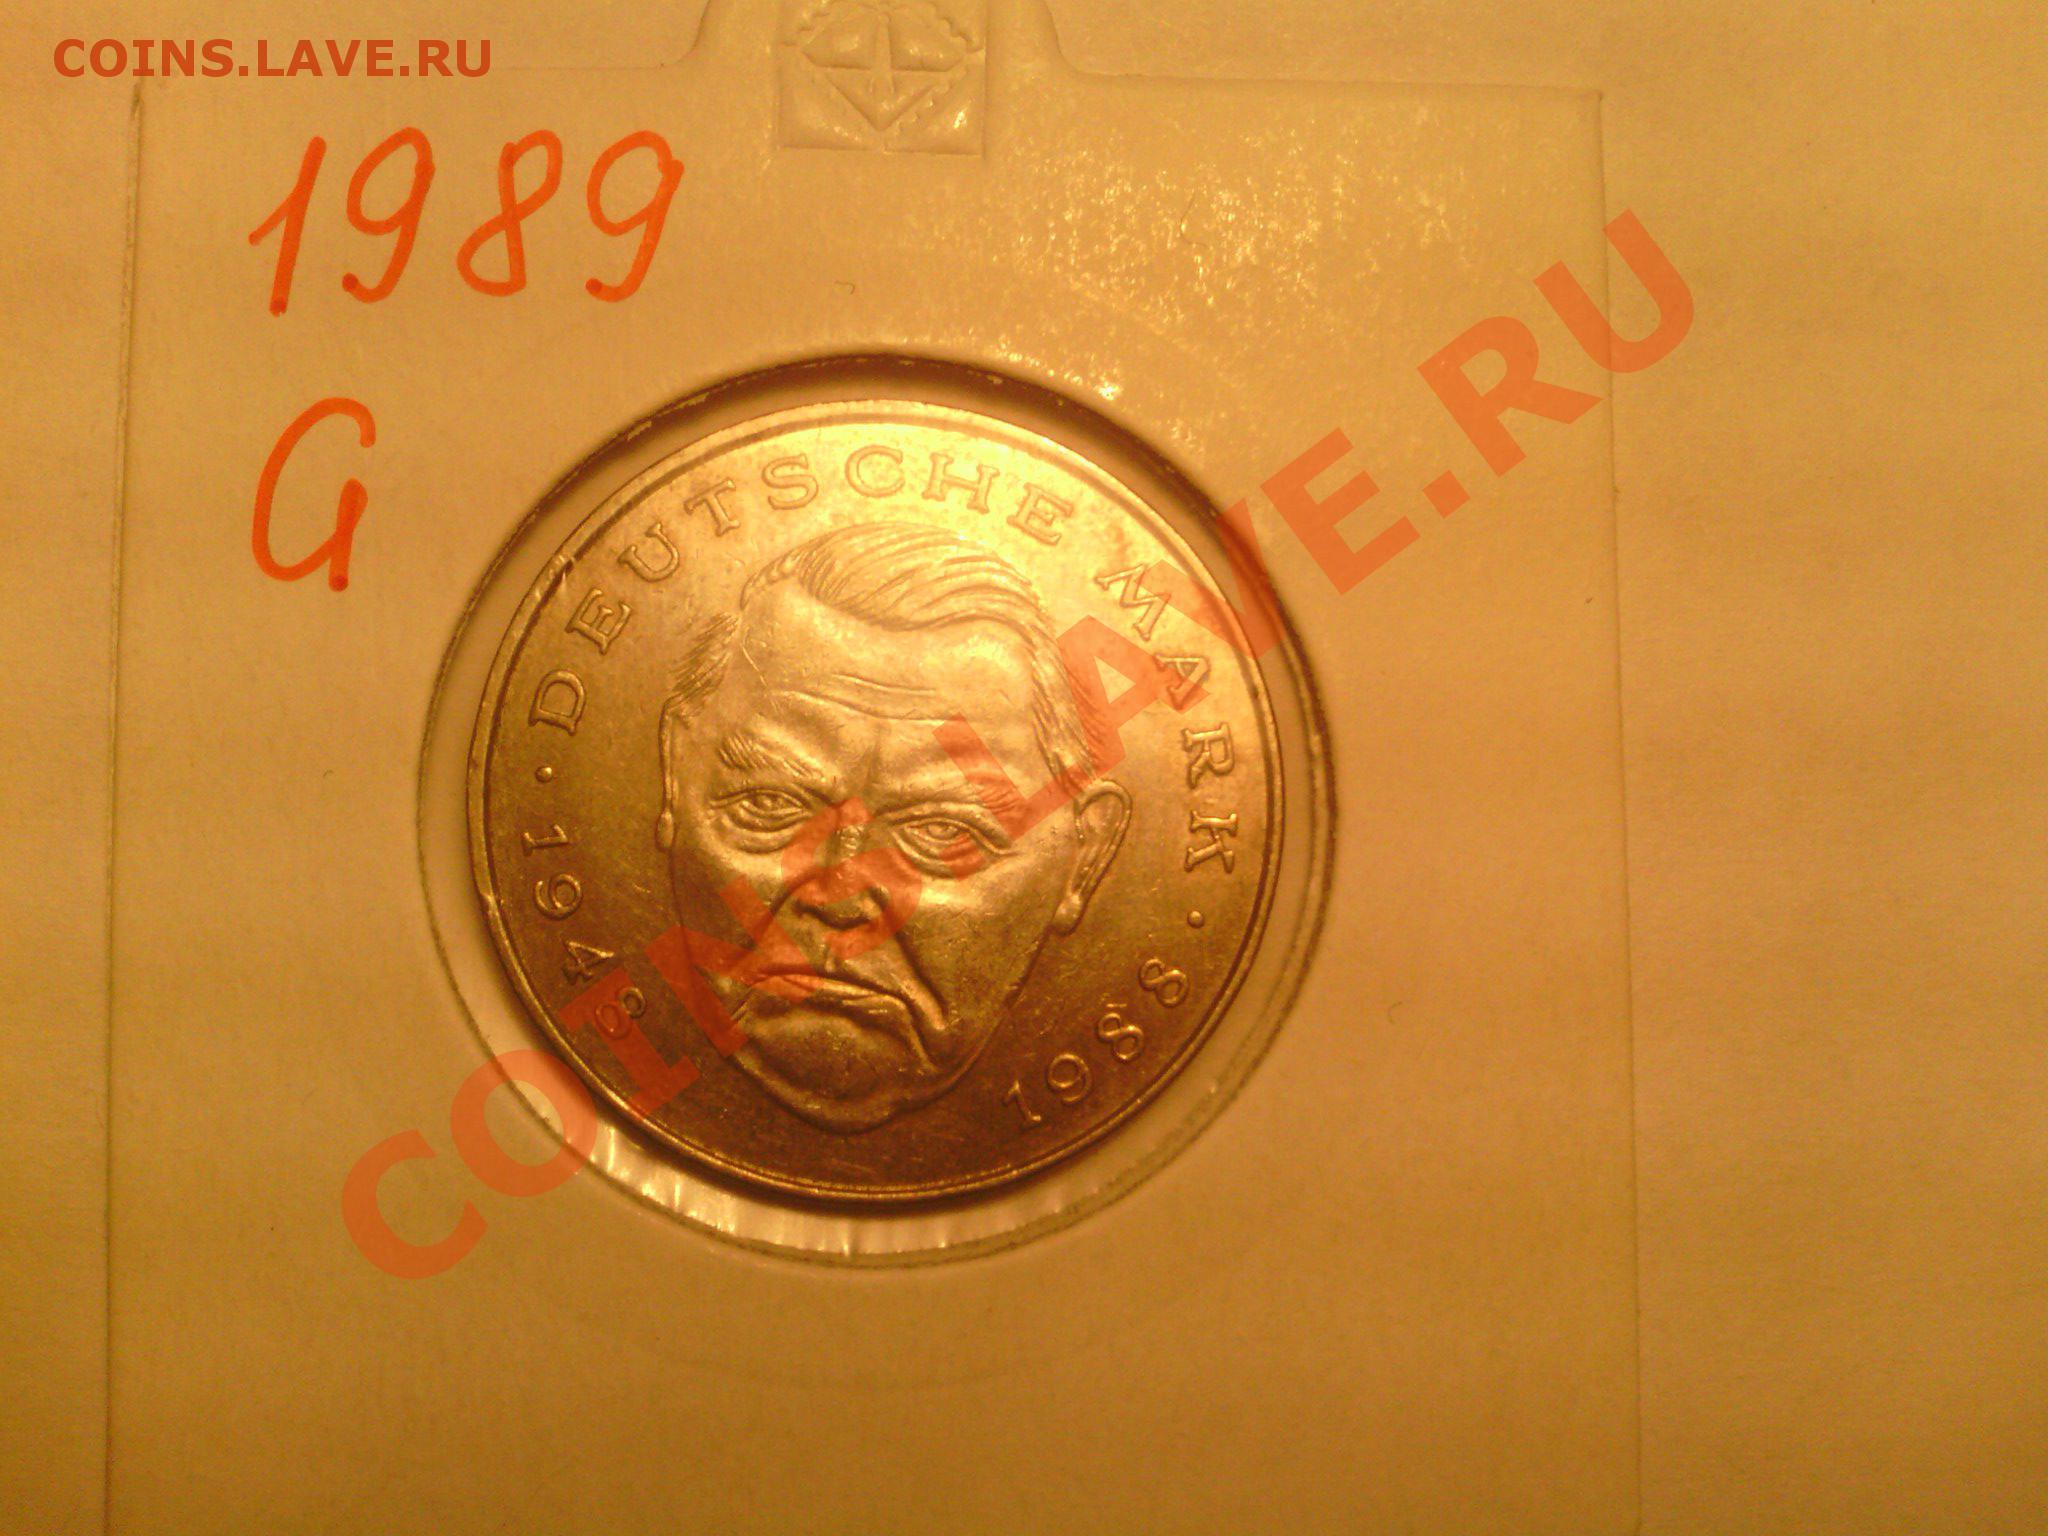 COINS.LAVE.RU
1989
G
· DEUTSCHE MARK ·
1948
1988
COINS.LAVE.RU